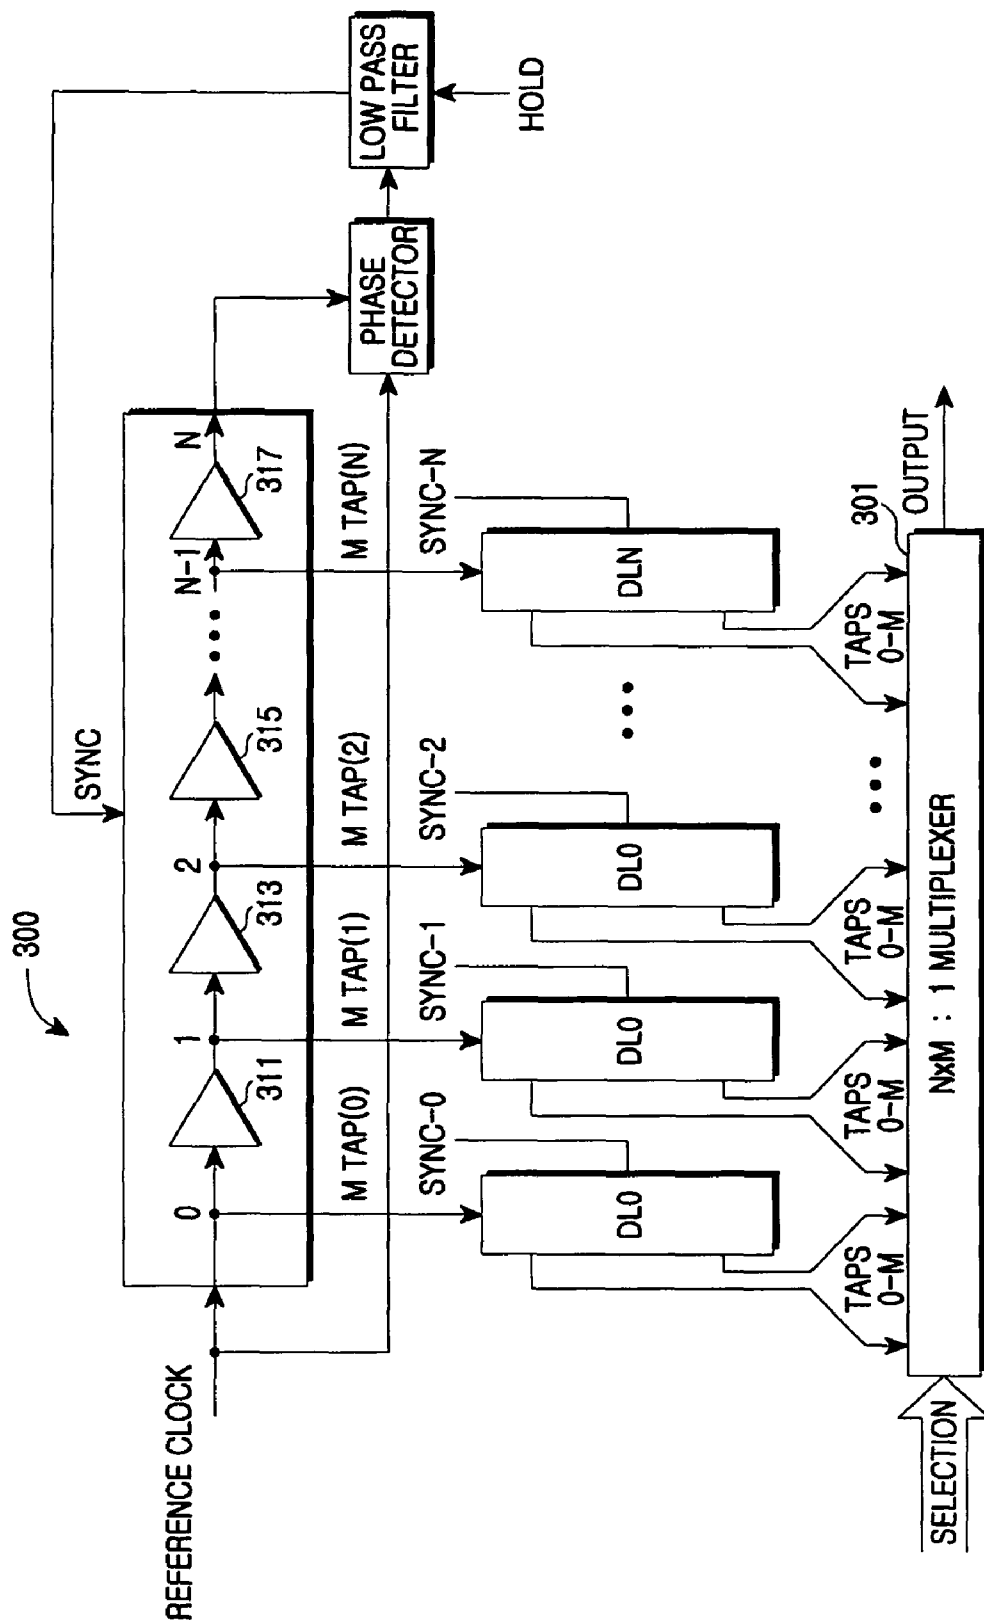 300
SYNC
REFERENCE CLOCK
0
1
2
N-1
N
311
313
315
317
PHASE
DETECTOR
LOW PASS
FILTER
HOLD
M TAP(0)
M TAP(1)
M TAP(2)
M TAP(N)
SYNC-0
SYNC-1
SYNC-2
SYNC-N
DL0
DL0
DL0
DLN
TAPS
0-M
TAPS
0-M
TAPS
0-M
TAPS
0-M
301
SELECTION
NxM : 1 MULTIPLEXER
OUTPUT